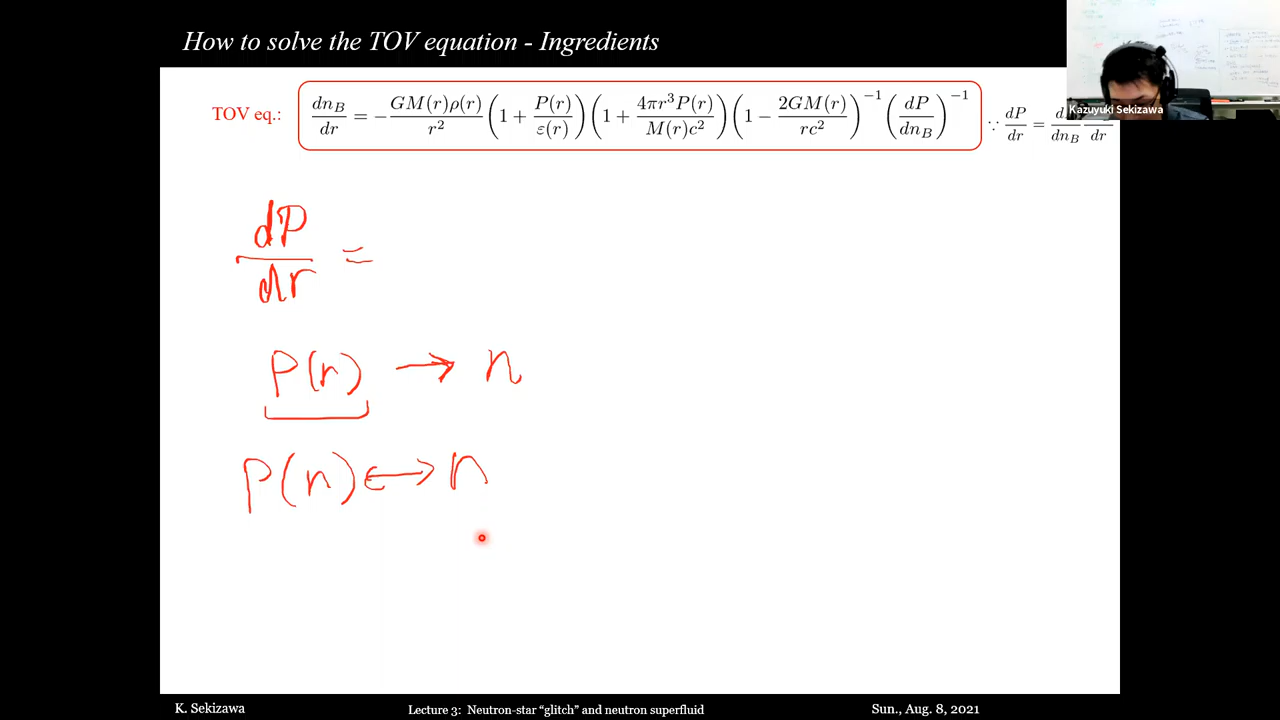 How to solve the TOV equation - Ingredients
TOV eq.: dn_B/dr = −GM(r)ρ(r)/r² (1 + P(r)/ε(r)) (1 + 4πr³P(r)/M(r)c²) (1 − 2GM(r)/rc²)⁻¹ (dP/dn_B)⁻¹ ∵ dP/dr = d /dn_B /dr
Kazuyuki Sekizawa
dP/dr =
P(r) → n
P(n) ↔ n
K. Sekizawa
Lecture 3: Neutron-star “glitch” and neutron superfluid
Sun., Aug. 8, 2021